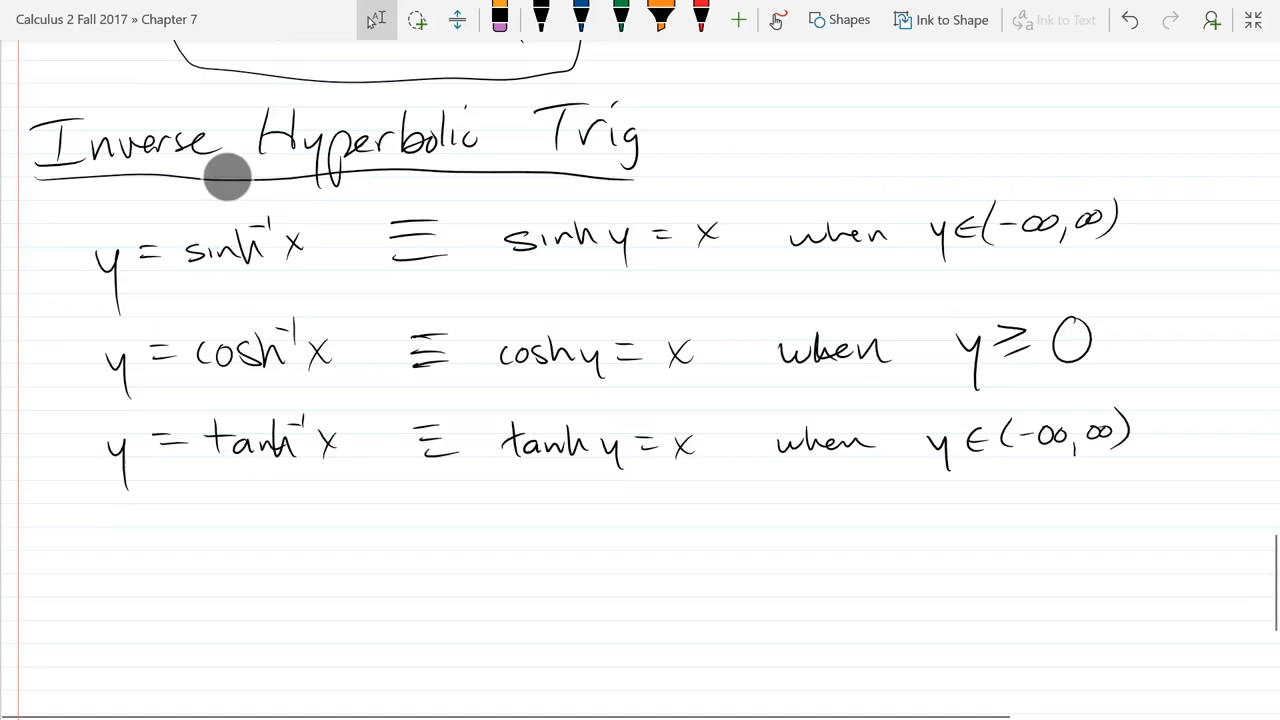 Calculus 2 Fall 2017 » Chapter 7
Shapes
Ink to Shape
Ink to Text
Inverse Hyperbolic Trig
y = sinh⁻¹x ≡ sinh y = x when y∈(-∞,∞)
y = cosh⁻¹x ≡ cosh y = x when y ≥ 0
y = tanh⁻¹x ≡ tanh y = x when y∈(-∞,∞)